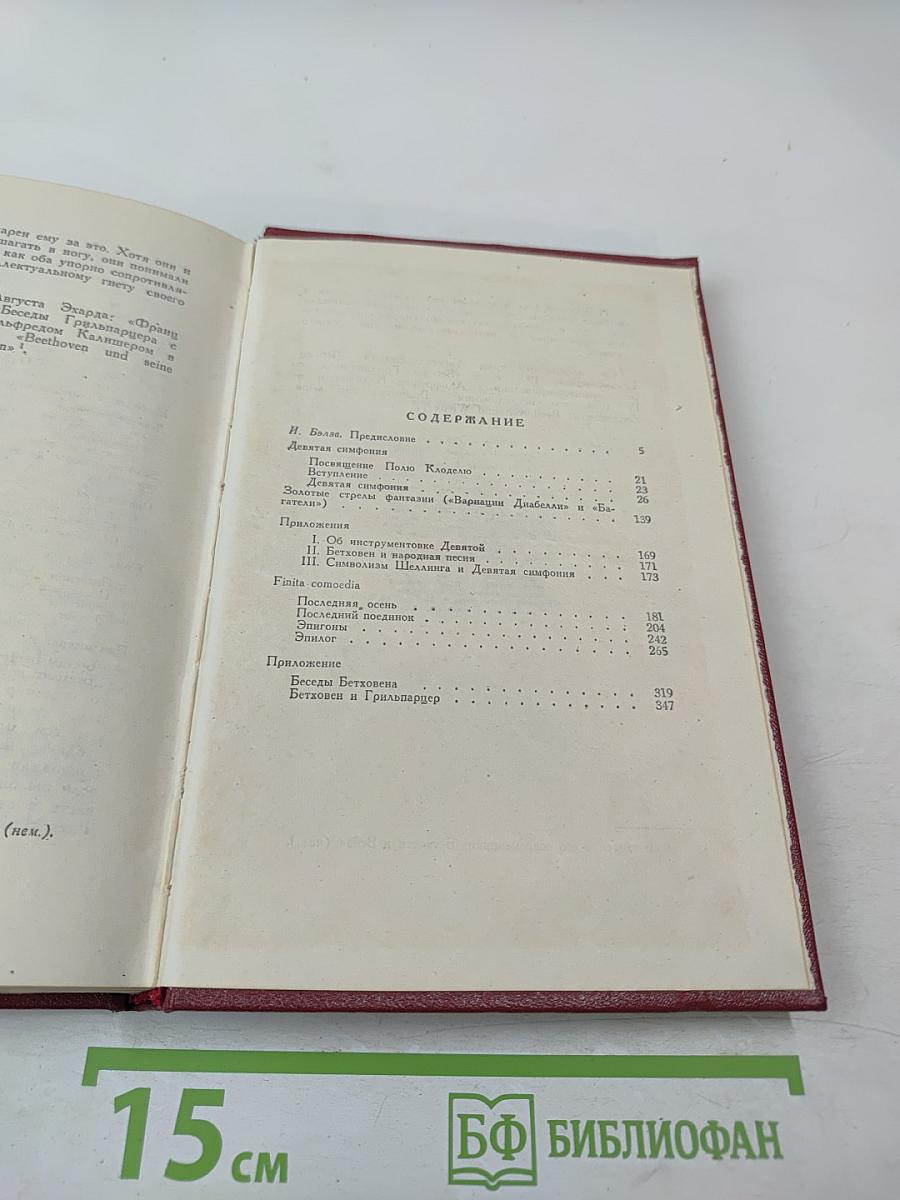 арен ему за это. Хотя они и
шагать в ногу, они понимали
как оба упорно сопротивля-
ллектуальному гнету своего
Августа Эхарда: «Франц
«Беседы Грильпарцера с
льфредом Калишером в
«Beethoven und seine
n» 1.
(нем.).
СОДЕРЖАНИЕ
И. Бэлза. Предисловие . . . . . . . . . . . 5
Девятая симфония
Посвящение Полю Клоделю . . . . . . . . . 21
Вступление . . . . . . . . . . . . . 23
Девятая симфония . . . . . . . . . . . 26
Золотые стрелы фантазии («Вариации Диабелли» и «Ба-
гатели») . . . . . . . . . . . . . . 139
Приложения
I. Об инструментовке Девятой . . . . . . . . 169
II. Бетховен и народная песня . . . . . . . . 171
III. Символизм Шеллинга и Девятая симфония . . . 173
Finita comoedia
Последняя осень . . . . . . . . . . . . 181
Последний поединок . . . . . . . . . . . 204
Эпигоны . . . . . . . . . . . . . . 242
Эпилог . . . . . . . . . . . . . . 265
Приложение
Беседы Бетховена . . . . . . . . . . . . 319
Бетховен и Грильпарцер . . . . . . . . . . 347
15 см
БФ БИБЛИОФАН